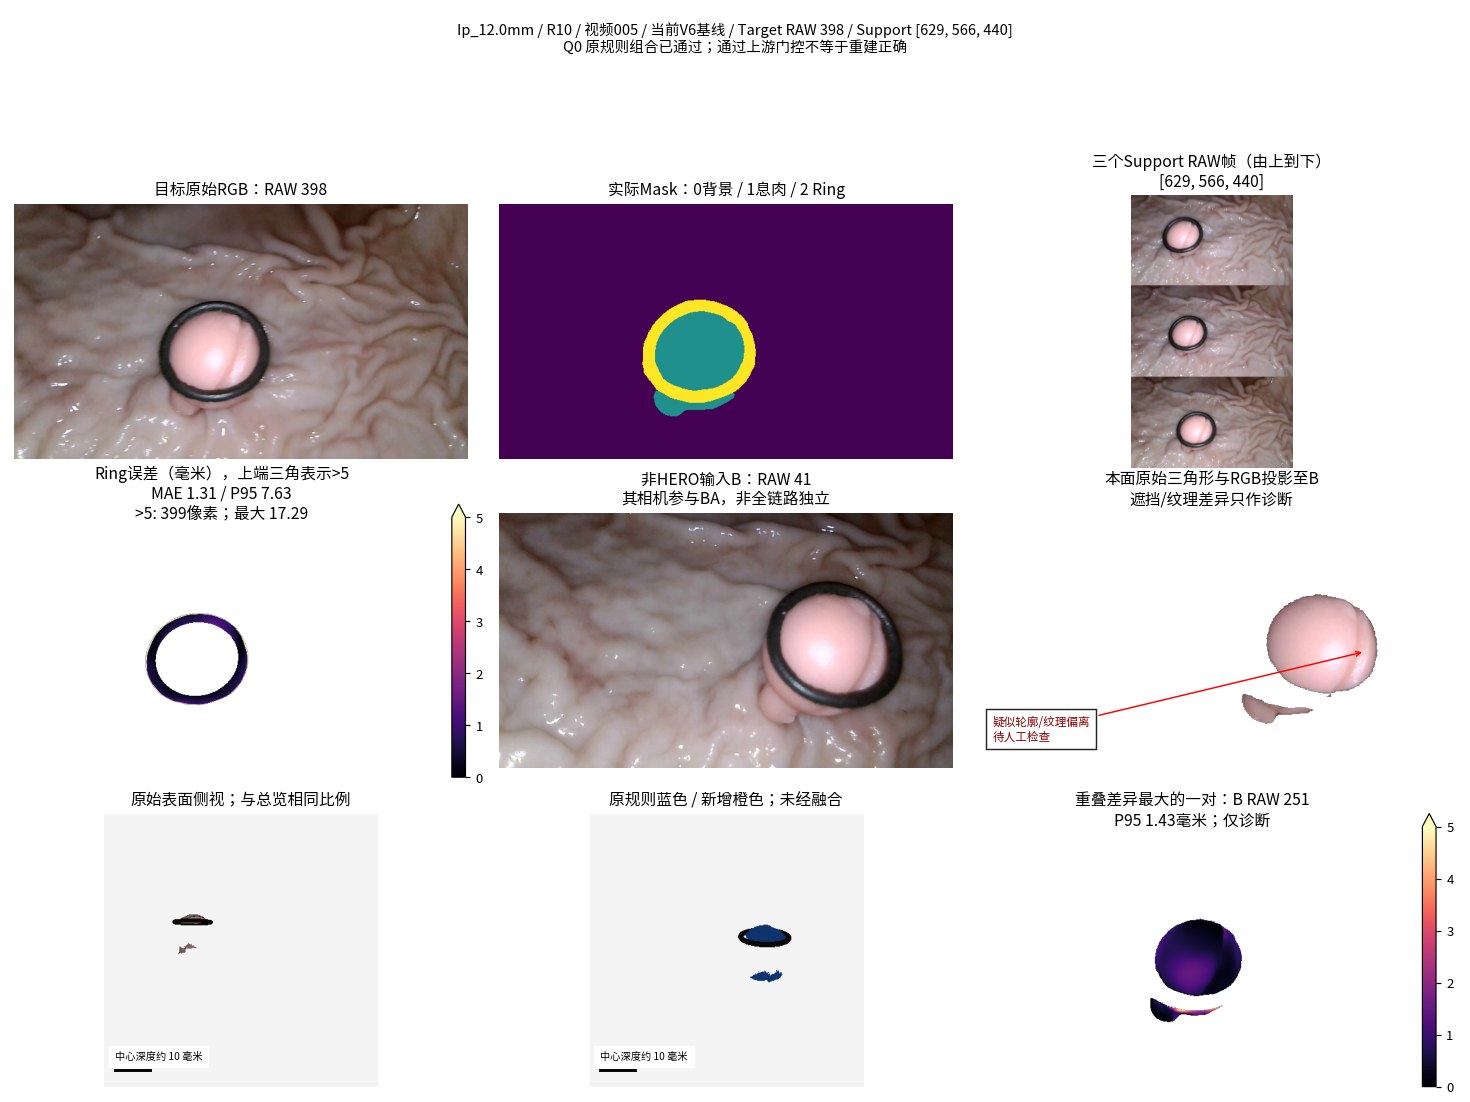 Ip_12.0mm / R10 / 视频005 / 当前V6基线 / Target RAW 398 / Support [629, 566, 440]
Q0 原规则组合已通过；通过上游门控不等于重建正确
目标原始RGB：RAW 398
实际Mask：0背景 / 1息肉 / 2 Ring
三个Support RAW帧（由上到下）
[629, 566, 440]
Ring误差（毫米），上端三角表示>5
MAE 1.31 / P95 7.63
>5: 399像素；最大 17.29
5
4
3
2
1
0
非HERO输入B：RAW 41
其相机参与BA，非全链路独立
本面原始三角形与RGB投影至B
遮挡/纹理差异只作诊断
疑似轮廓/纹理偏离
待人工检查
原始表面侧视；与总览相同比例
中心深度约 10 毫米
原规则蓝色 / 新增橙色；未经融合
中心深度约 10 毫米
重叠差异最大的一对：B RAW 251
P95 1.43毫米；仅诊断
5
4
3
2
1
0